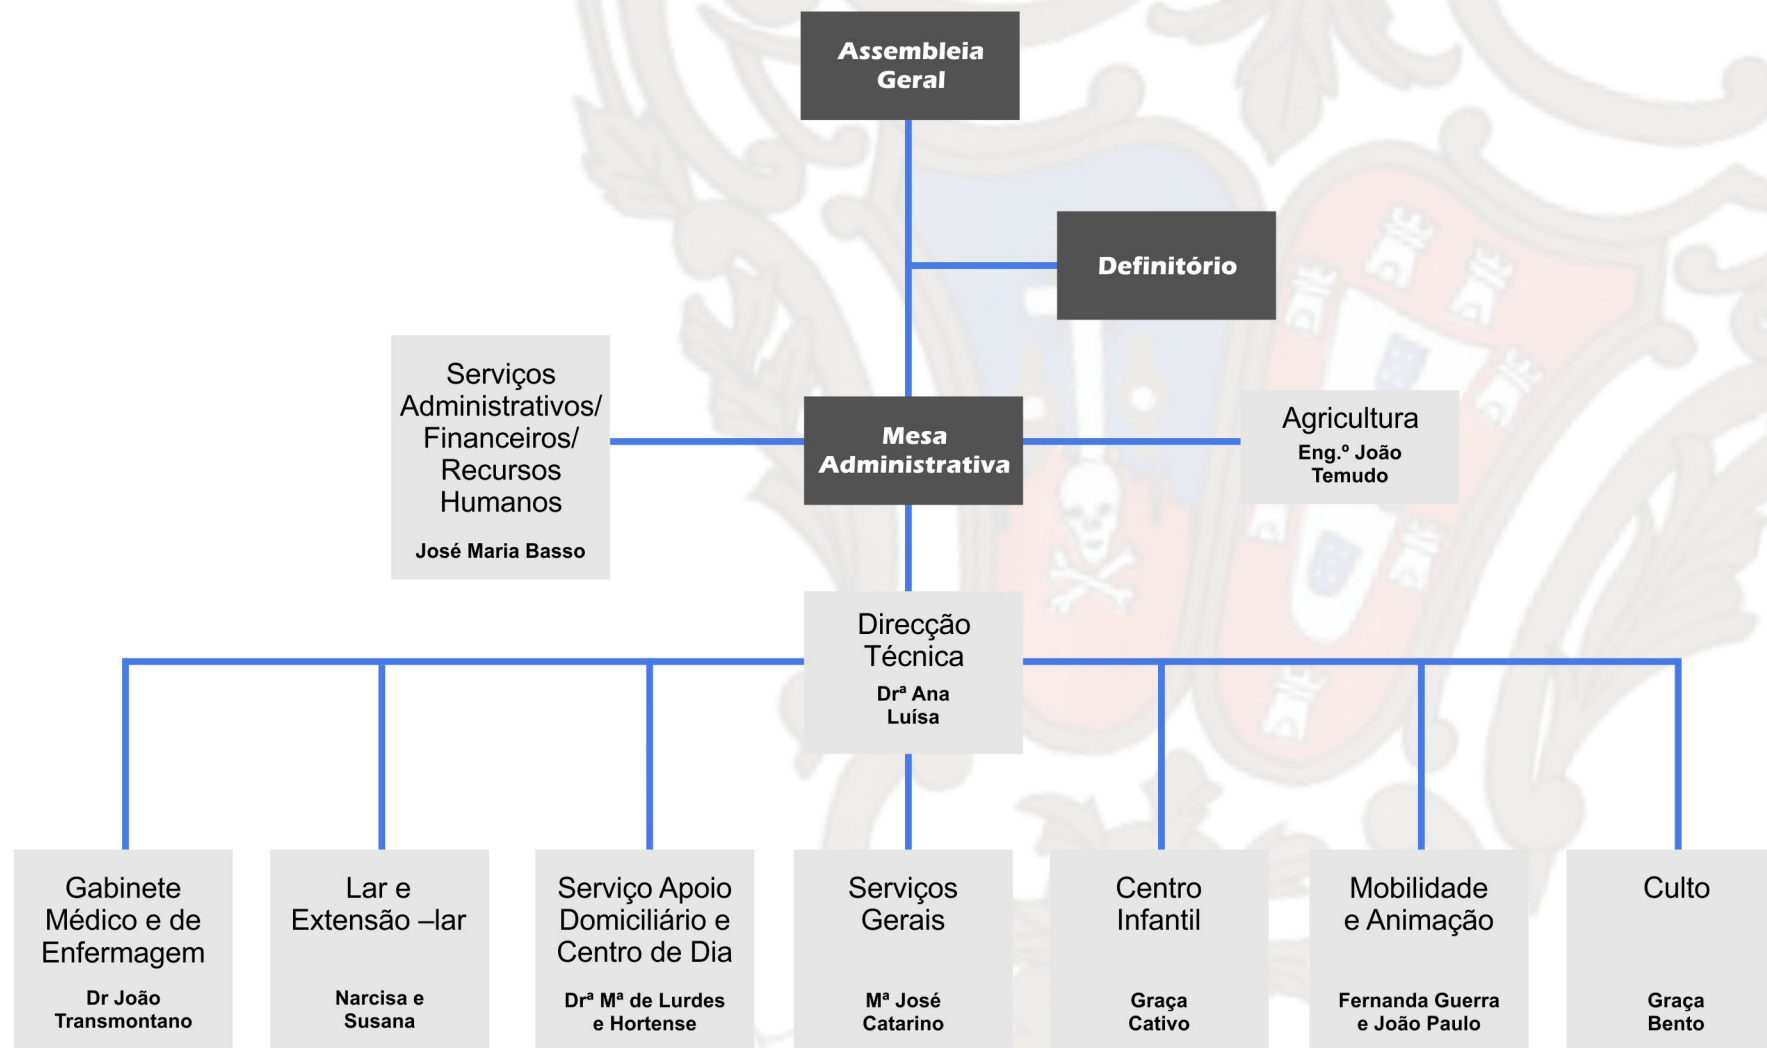 Assembleia
Geral
Definitório
Serviços
Administrativos/
Financeiros/
Recursos
Humanos
José Maria Basso
Mesa
Administrativa
Agricultura
Eng.º João
Temudo
Direcção
Técnica
Drª Ana
Luísa
Gabinete
Médico e de
Enfermagem
Dr João
Transmontano
Lar e
Extensão –lar
Narcisa e
Susana
Serviço Apoio
Domiciliário e
Centro de Dia
Drª Mª de Lurdes
e Hortense
Serviços
Gerais
Mª José
Catarino
Centro
Infantil
Graça
Cativo
Mobilidade
e Animação
Fernanda Guerra
e João Paulo
Culto
Graça
Bento